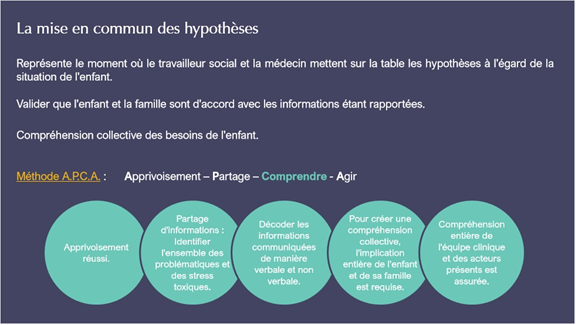 La mise en commun des hypothèses
Représente le moment où le travailleur social et la médecin mettent sur la table les hypothèses à l'égard de la
situation de l'enfant.
Valider que l'enfant et la famille sont d'accord avec les informations étant rapportées.
Compréhension collective des besoins de l'enfant.
Méthode A.P.C.A. : Apprivoisement – Partage – Comprendre - Agir
Apprivoisement
réussi.
Partage
d'informations :
Identifier
l'ensemble des
problématiques et
des stress
toxiques.
Décoder les
informations
communiquées
de manière
verbale et non
verbale.
Pour créer une
compréhension
collective,
l'implication
entière de l'enfant
et de sa famille
est requise.
Compréhension
entière de
l'équipe clinique
et des acteurs
présents est
assurée.